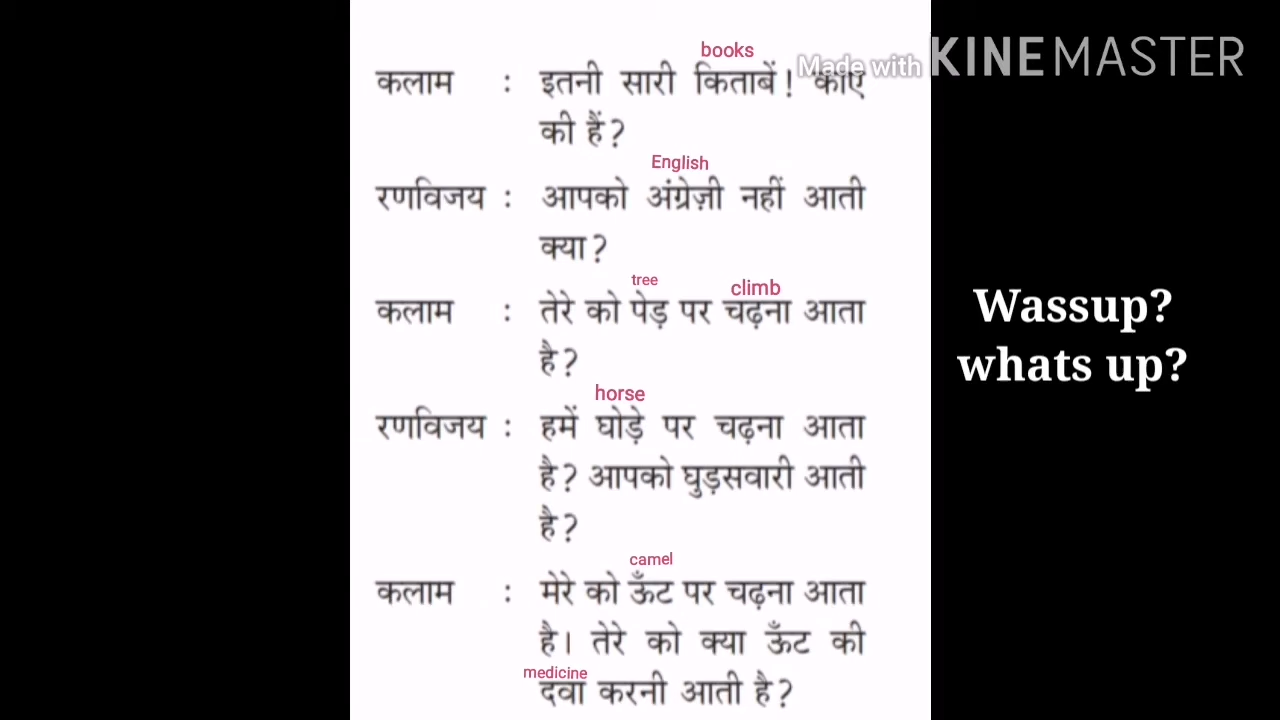 books
Made with KINEMASTER
कलाम : इतनी सारी किताबें! काए
की हैं?
English
रणविजय : आपको अंग्रेज़ी नहीं आती
क्या?
tree climb
कलाम : तेरे को पेड़ पर चढ़ना आता
है?
horse
रणविजय : हमें घोड़े पर चढ़ना आता
है? आपको घुड़सवारी आती
है?
camel
कलाम : मेरे को ऊँट पर चढ़ना आता
है। तेरे को क्या ऊँट की
medicine
दवा करनी आती है?
Wassup?
whats up?